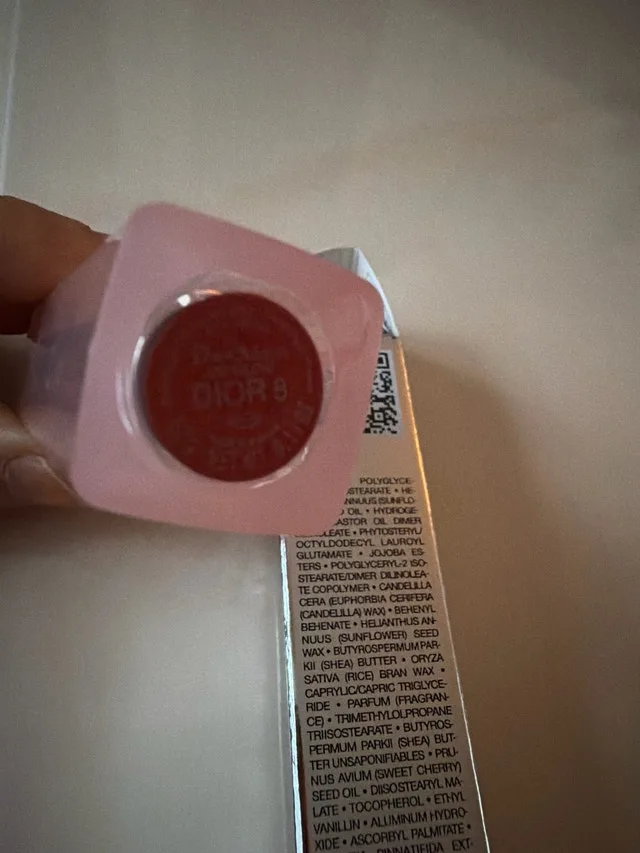 DIOR 8
POLYGLYCE-
STEARATE • HE-
NNUUS (SUNFLO-
OIL • HYDROGE-
ASTOR OIL DIMER
OLEATE • PHYTOSTERYL/
OCTYLDODECYL LAUROYL
GLUTAMATE • JOJOBA ES-
TERS • POLYGLYCERYL-2 ISO-
STEARATE/DIMER DILINOLEA-
TE COPOLYMER • CANDELILLA
CERA (EUPHORBIA CERIFERA
(CANDELILLA) WAX) • BEHENYL
BEHENATE • HELIANTHUS AN-
NUUS (SUNFLOWER) SEED
WAX • BUTYROSPERMUM PAR-
KII (SHEA) BUTTER • ORYZA
SATIVA (RICE) BRAN WAX •
CAPRYLIC/CAPRIC TRIGLYCE-
RIDE • PARFUM (FRAGRAN-
CE) • TRIMETHYLOLPROPANE
TRIISOSTEARATE • BUTYROS-
PERMUM PARKII (SHEA) BUT-
TER UNSAPONIFIABLES • PRU-
NUS AVIUM (SWEET CHERRY)
SEED OIL • DIISOSTEARYL MA-
LATE • TOCOPHEROL • ETHYL
VANILLIN • ALUMINUM HYDRO-
XIDE • ASCORBYL PALMITATE •
PINNATIFIDA EXT-